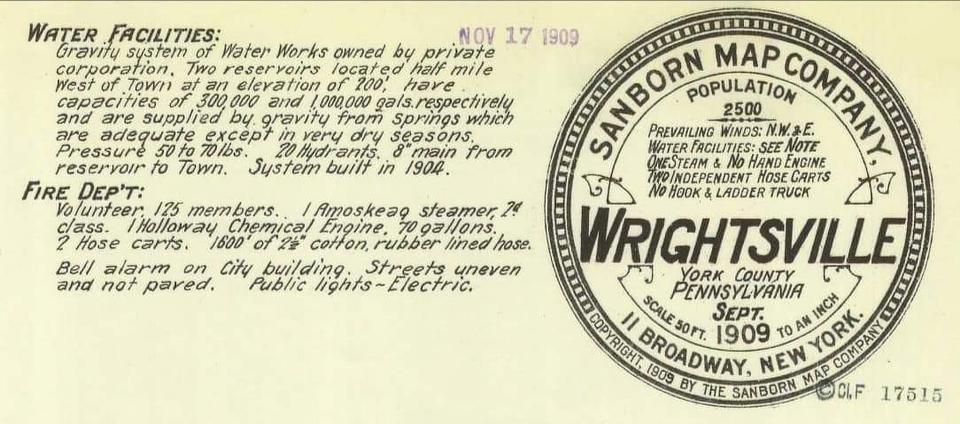 WATER FACILITIES:
Gravity system of Water Works owned by private
corporation. Two reservoirs located half mile
West of Town at an elevation of 200', have
capacities of 300,000 and 1,000,000 gals. respectively
and are supplied by gravity from springs which
are adequate except in very dry seasons.
Pressure 50 to 70 lbs. 20 Hydrants. 8" main from
reservoir to Town. System built in 1904.
FIRE DEP'T:
Volunteer, 125 members. 1 Amoskeag steamer, 2d
class. 1 Holloway Chemical Engine, 70 gallons.
2 Hose carts. 1600' of 2½" cotton, rubber lined hose.
Bell alarm on City building. Streets uneven
and not paved. Public lights ~ Electric.
NOV 17 1909
SANBORN MAP COMPANY,
POPULATION
2500
PREVAILING WINDS: N.W. & E.
WATER FACILITIES: SEE NOTE
ONE STEAM & NO HAND ENGINE
TWO INDEPENDENT HOSE CARTS
NO HOOK & LADDER TRUCK
WRIGHTSVILLE
YORK COUNTY
PENNSYLVANIA
SEPT.
1909
SCALE 50 FT. TO AN INCH
11 BROADWAY, NEW YORK.
COPYRIGHT, 1909 BY THE SANBORN MAP COMPANY
©Cl.F 17515